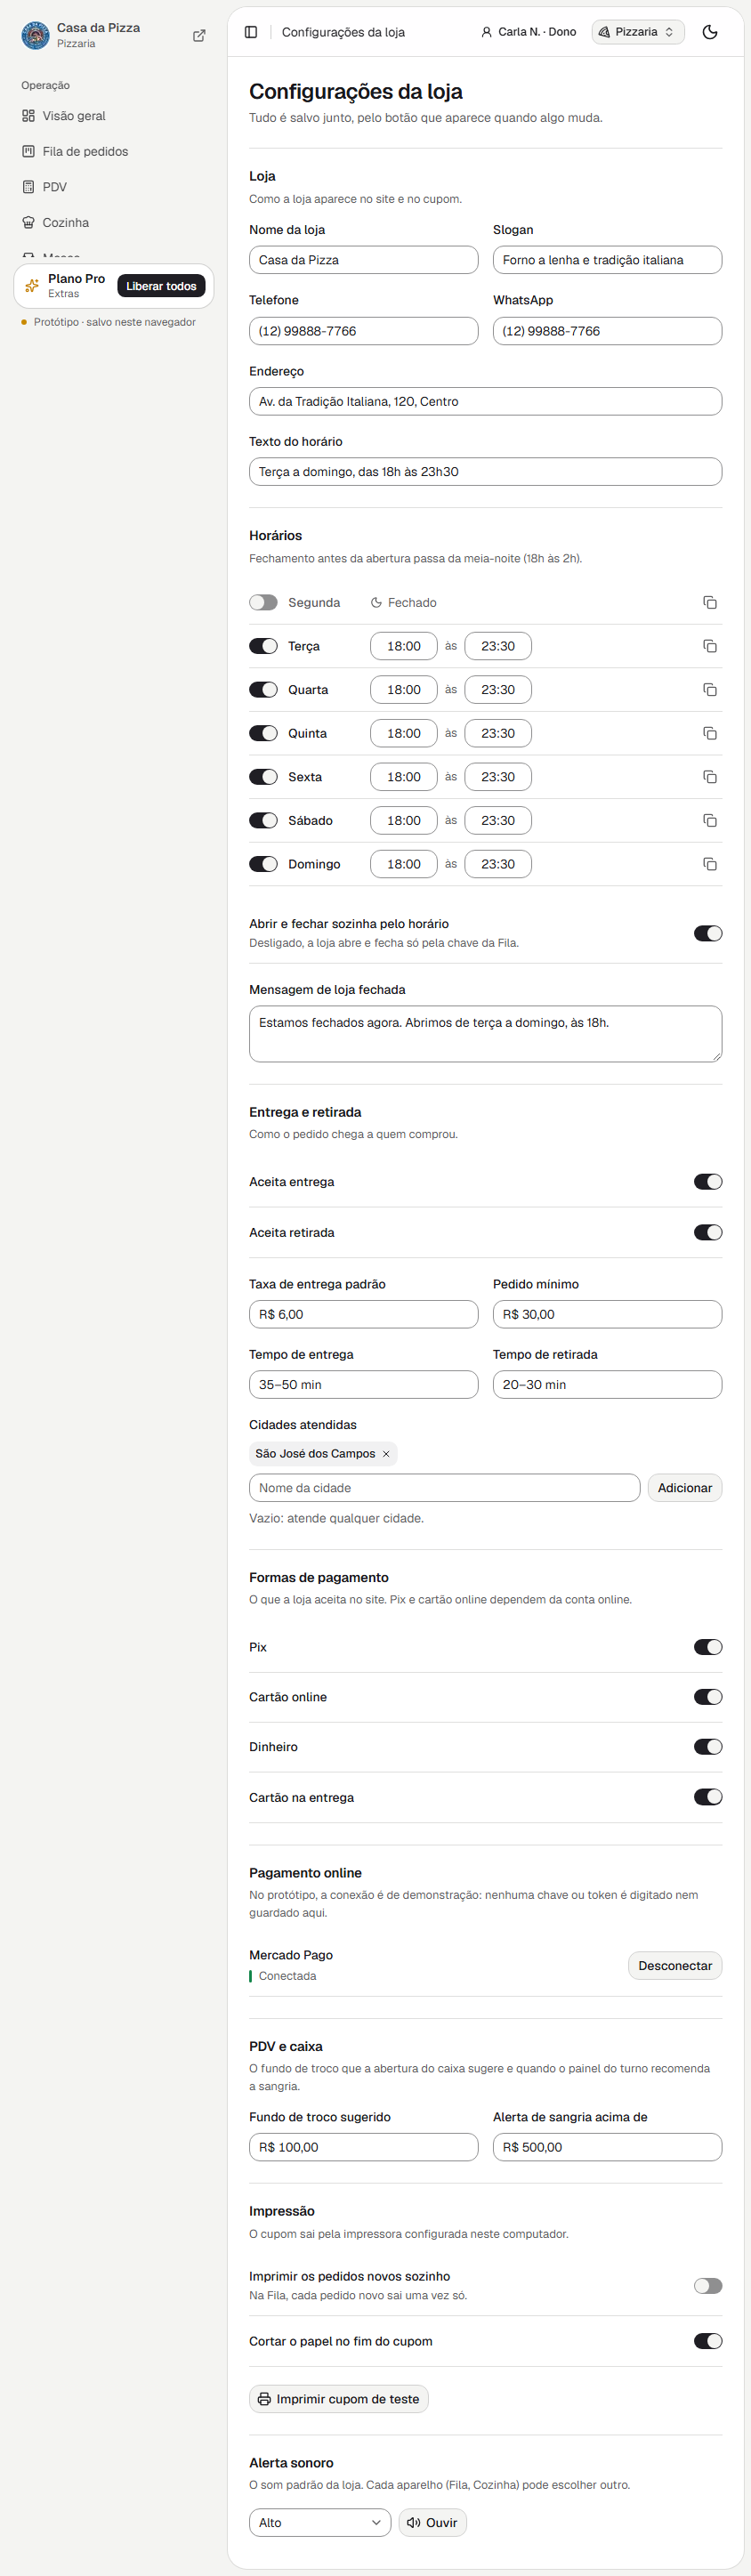 Casa da Pizza
Pizzaria
Operação
Visão geral
Fila de pedidos
PDV
Cozinha
Plano Pro
Extras
Liberar todos
Protótipo · salvo neste navegador
Configurações da loja
Carla N. · Dono
Pizzaria
Configurações da loja
Tudo é salvo junto, pelo botão que aparece quando algo muda.
Loja
Como a loja aparece no site e no cupom.
Nome da loja
Slogan
Casa da Pizza
Forno a lenha e tradição italiana
Telefone
WhatsApp
(12) 99888-7766
(12) 99888-7766
Endereço
Av. da Tradição Italiana, 120, Centro
Texto do horário
Terça a domingo, das 18h às 23h30
Horários
Fechamento antes da abertura passa da meia-noite (18h às 2h).
Segunda Fechado
Terça 18:00 às 23:30
Quarta 18:00 às 23:30
Quinta 18:00 às 23:30
Sexta 18:00 às 23:30
Sábado 18:00 às 23:30
Domingo 18:00 às 23:30
Abrir e fechar sozinha pelo horário
Desligado, a loja abre e fecha só pela chave da Fila.
Mensagem de loja fechada
Estamos fechados agora. Abrimos de terça a domingo, às 18h.
Entrega e retirada
Como o pedido chega a quem comprou.
Aceita entrega
Aceita retirada
Taxa de entrega padrão
Pedido mínimo
R$ 6,00
R$ 30,00
Tempo de entrega
Tempo de retirada
35–50 min
20–30 min
Cidades atendidas
São José dos Campos ×
Nome da cidade
Adicionar
Vazio: atende qualquer cidade.
Formas de pagamento
O que a loja aceita no site. Pix e cartão online dependem da conta online.
Pix
Cartão online
Dinheiro
Cartão na entrega
Pagamento online
No protótipo, a conexão é de demonstração: nenhuma chave ou token é digitado nem
guardado aqui.
Mercado Pago
Conectada
Desconectar
PDV e caixa
O fundo de troco que a abertura do caixa sugere e quando o painel do turno recomenda
a sangria.
Fundo de troco sugerido
Alerta de sangria acima de
R$ 100,00
R$ 500,00
Impressão
O cupom sai pela impressora configurada neste computador.
Imprimir os pedidos novos sozinho
Na Fila, cada pedido novo sai uma vez só.
Cortar o papel no fim do cupom
Imprimir cupom de teste
Alerta sonoro
O som padrão da loja. Cada aparelho (Fila, Cozinha) pode escolher outro.
Alto
Ouvir